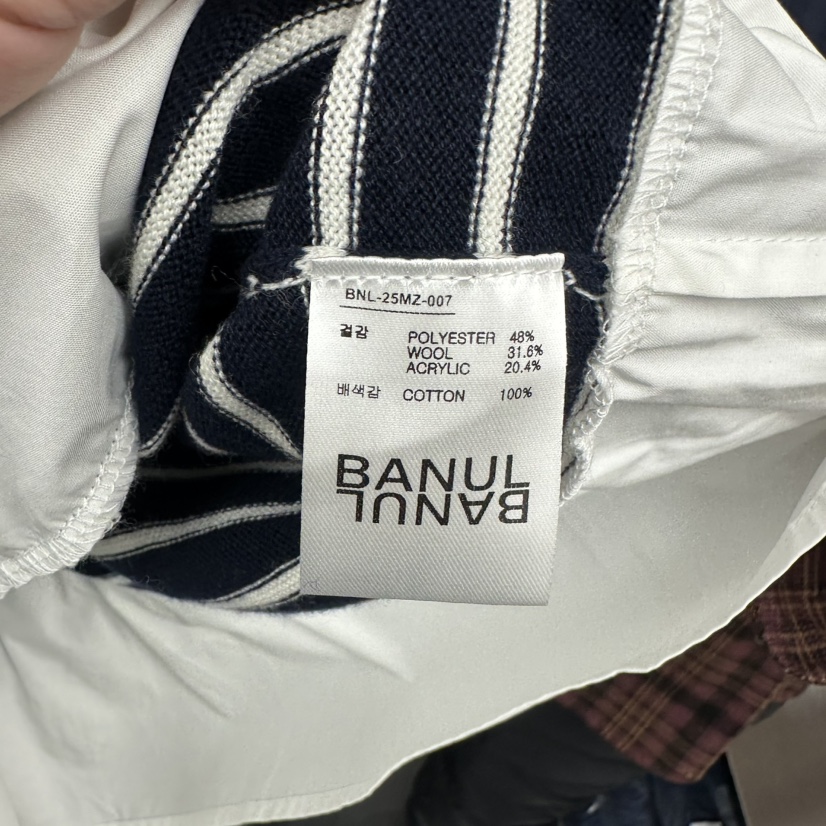 BNL-25MZ-007
겉감 POLYESTER 48%
WOOL 31.6%
ACRYLIC 20.4%
배색감 COTTON 100%
BANUL
BANUL